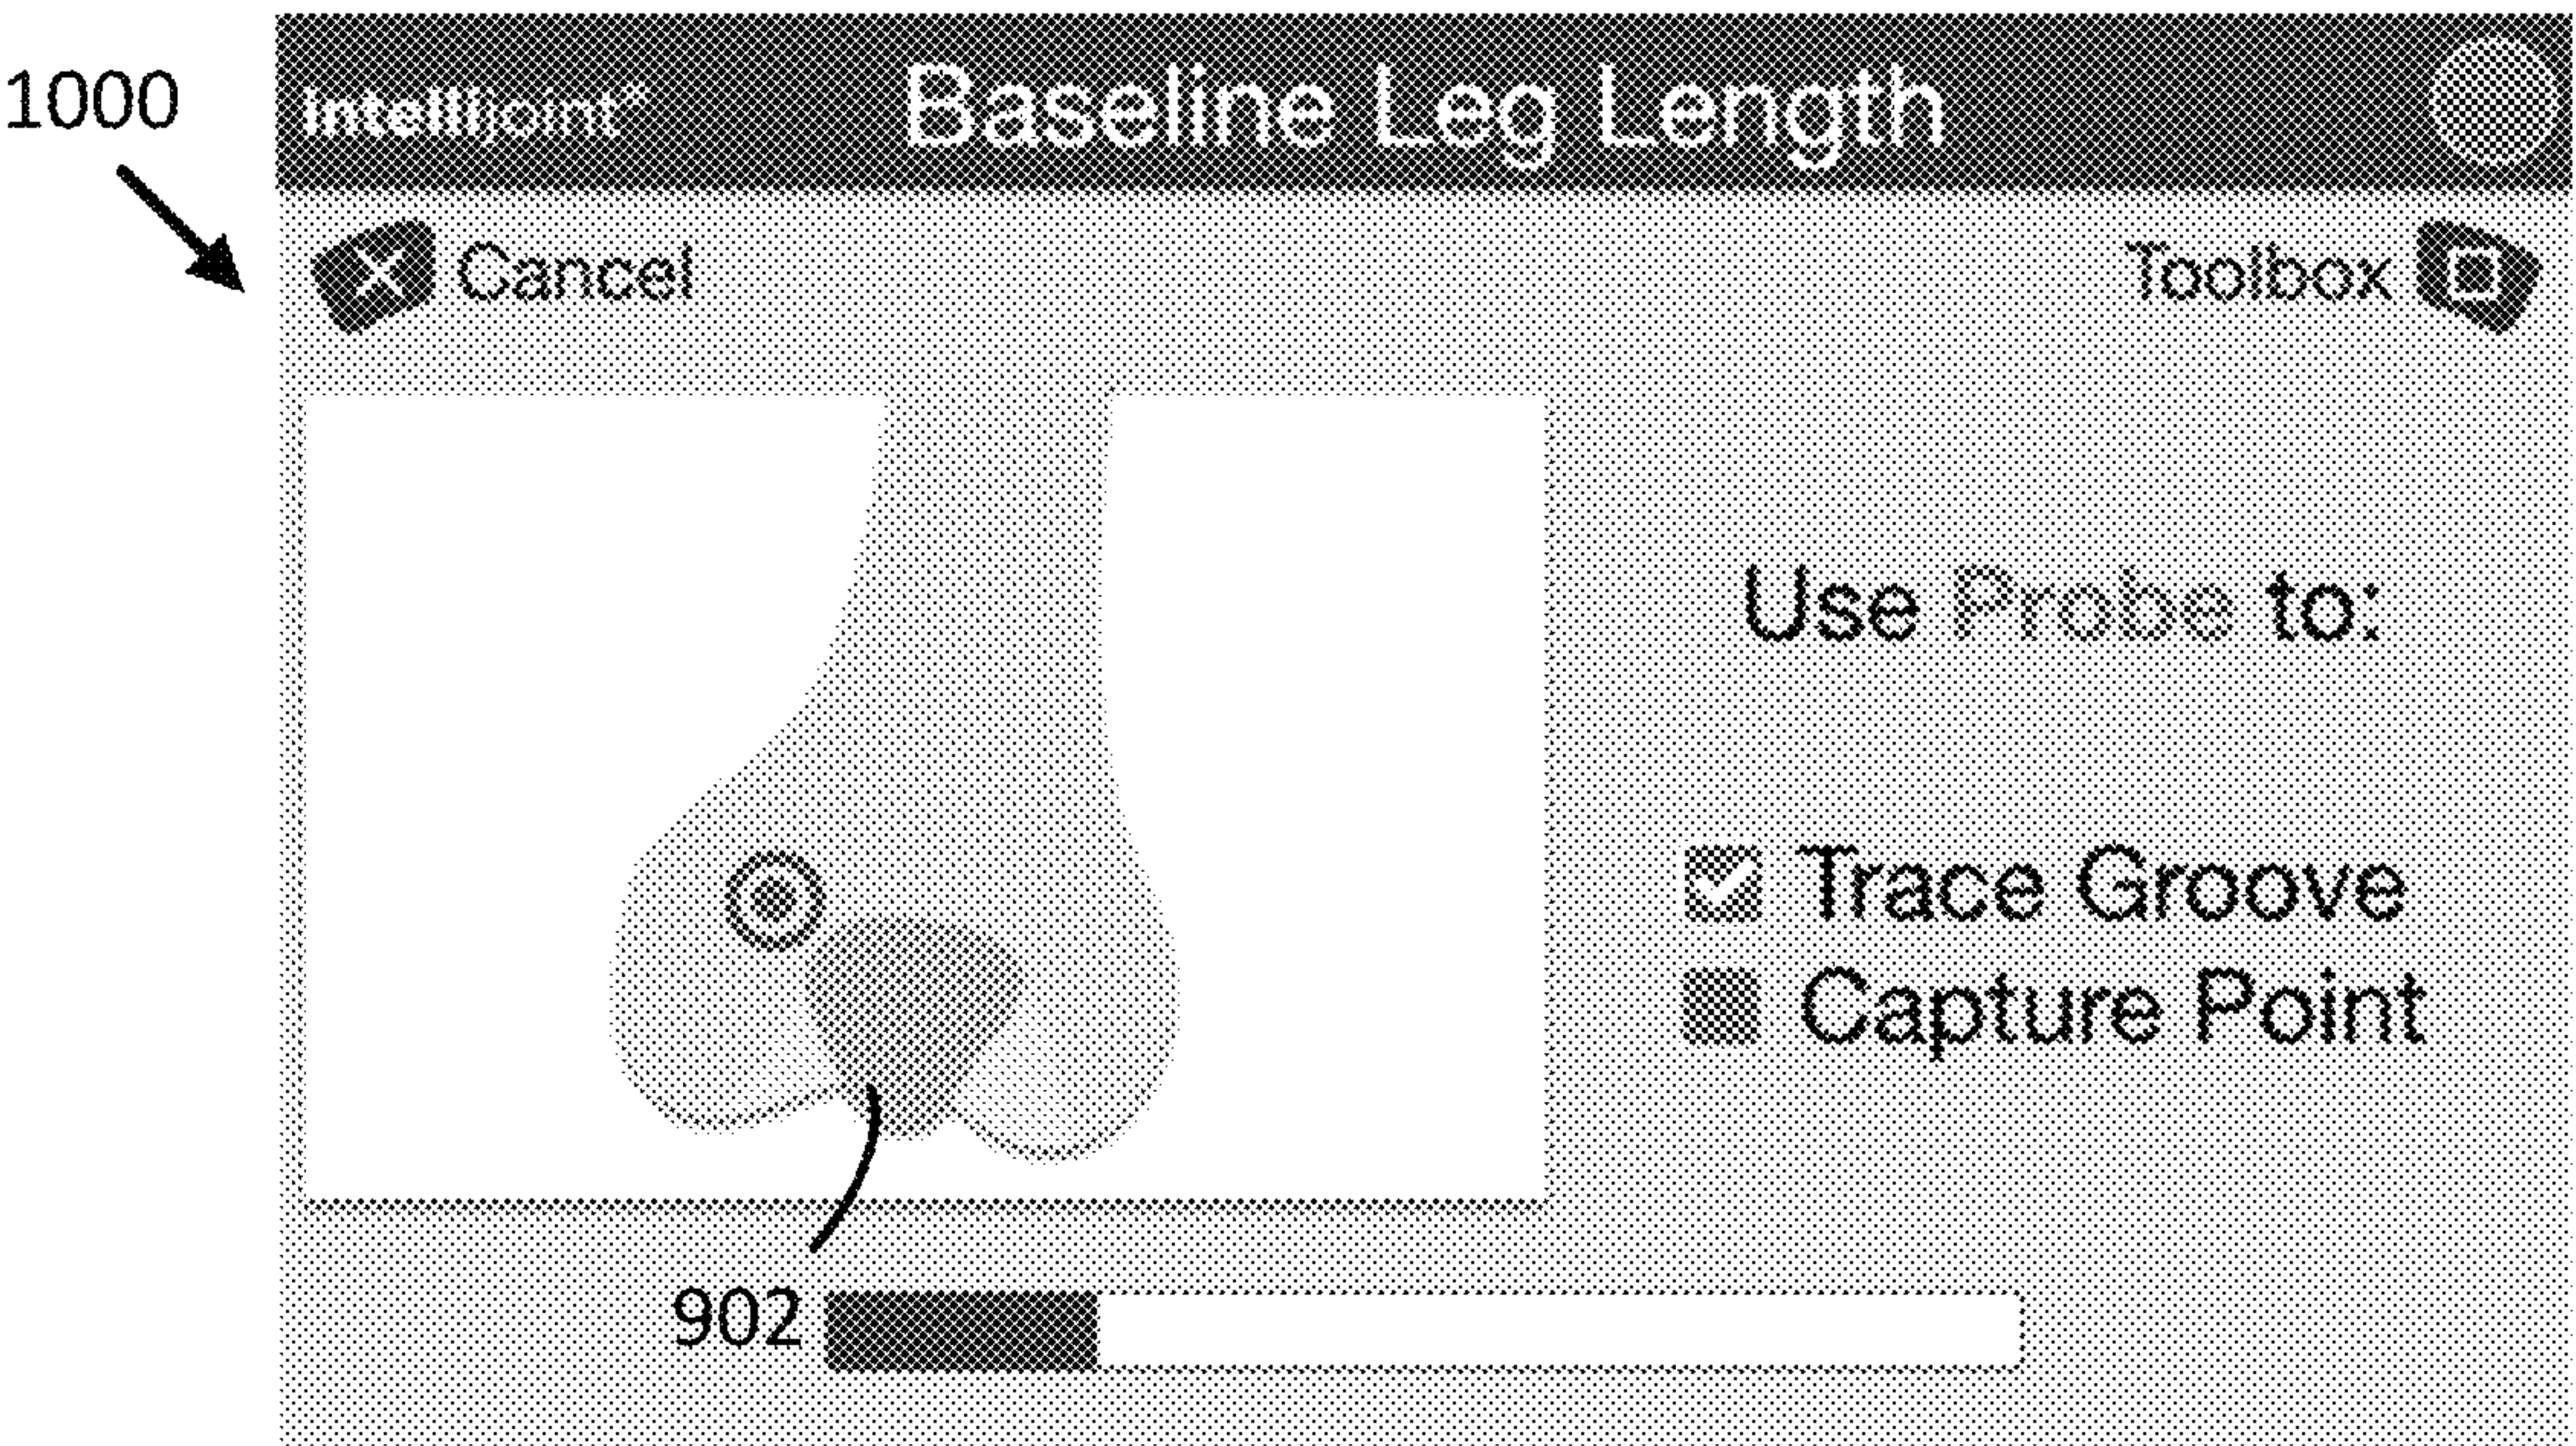 1000
Intellijoint Baseline Leg Length
Cancel
Toolbox
Use Probe to:
Trace Groove
Capture Point
902